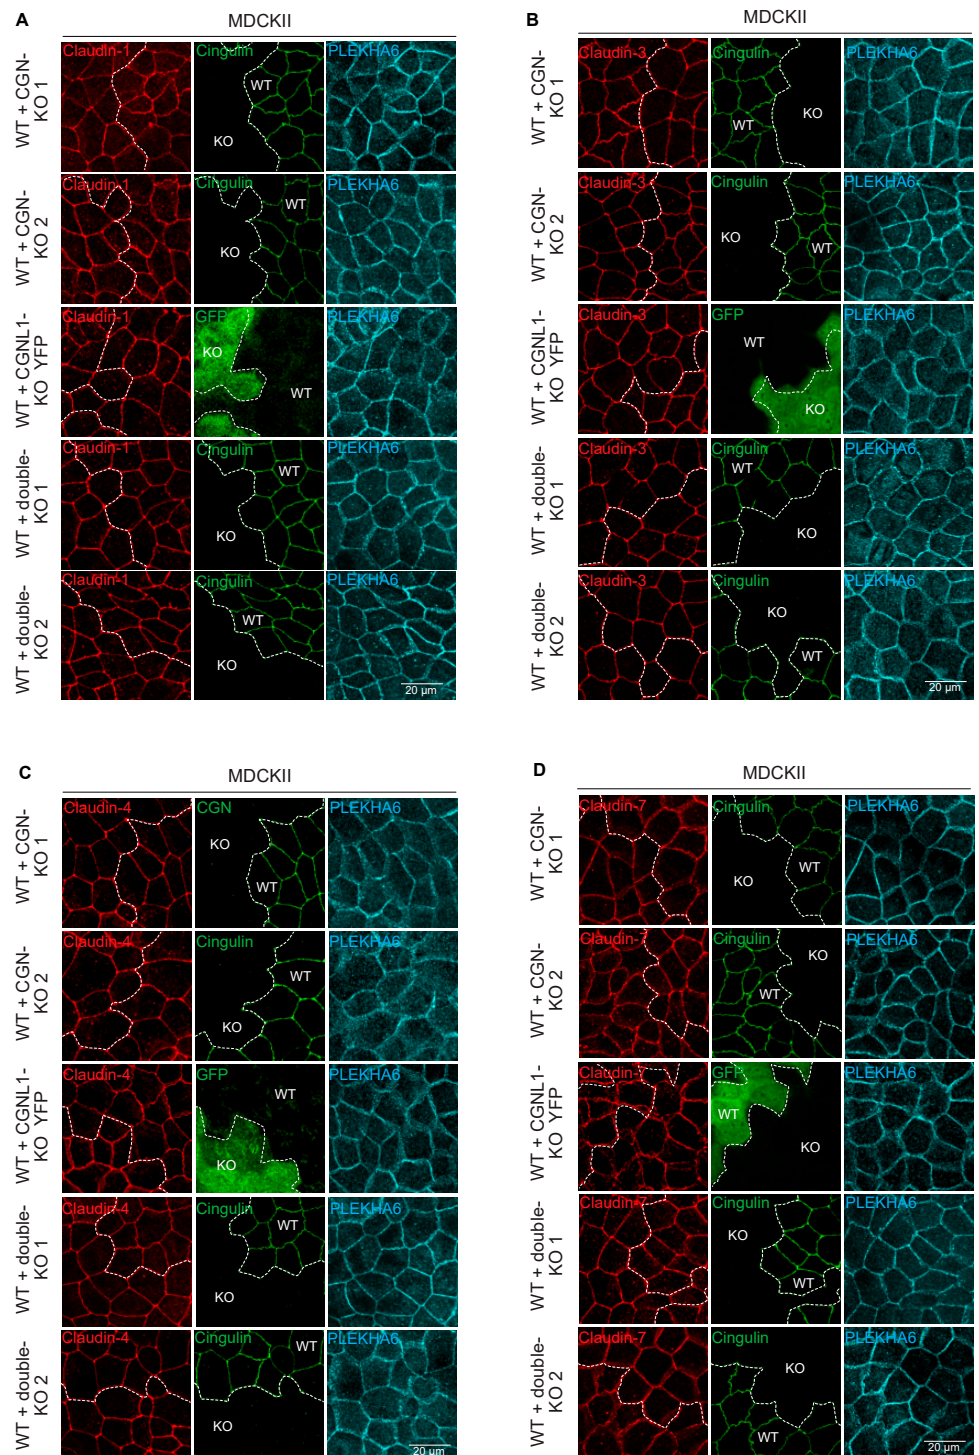 A
MDCKII
WT + CGN-
KO 1
Claudin-1
Cingulin
PLEKHA6
WT
KO
WT + CGN-
KO 2
Claudin-1
Cingulin
PLEKHA6
WT
KO
WT + CGNL1-
KO YFP
Claudin-1
GFP
PLEKHA6
KO
WT
WT + double-
KO 1
Claudin-1
Cingulin
PLEKHA6
WT
KO
WT + double-
KO 2
Claudin-1
Cingulin
PLEKHA6
WT
KO
20 µm
B
MDCKII
WT + CGN-
KO 1
Claudin-3
Cingulin
PLEKHA6
KO
WT
WT + CGN-
KO 2
Claudin-3
Cingulin
PLEKHA6
KO
WT
WT + CGNL1-
KO YFP
Claudin-3
GFP
PLEKHA6
WT
KO
WT + double-
KO 1
Claudin-3
Cingulin
PLEKHA6
WT
KO
WT + double-
KO 2
Claudin-3
Cingulin
PLEKHA6
KO
WT
20 µm
C
MDCKII
WT + CGN-
KO 1
Claudin-4
CGN
PLEKHA6
KO
WT
WT + CGN-
KO 2
Claudin-4
Cingulin
PLEKHA6
WT
KO
WT + CGNL1-
KO YFP
Claudin-4
GFP
PLEKHA6
WT
KO
WT + double-
KO 1
Claudin-4
Cingulin
PLEKHA6
WT
KO
WT + double-
KO 2
Claudin-4
Cingulin
PLEKHA6
WT
KO
20 µm
D
MDCKII
WT + CGN-
KO 1
Claudin-7
Cingulin
PLEKHA6
WT
KO
WT + CGN-
KO 2
Claudin-7
Cingulin
PLEKHA6
KO
WT
WT + CGNL1-
KO YFP
Claudin-7
GFP
PLEKHA6
WT
KO
WT + double-
KO 1
Claudin-7
Cingulin
PLEKHA6
KO
WT
WT + double-
KO 2
Claudin-7
Cingulin
PLEKHA6
KO
WT
20 µm